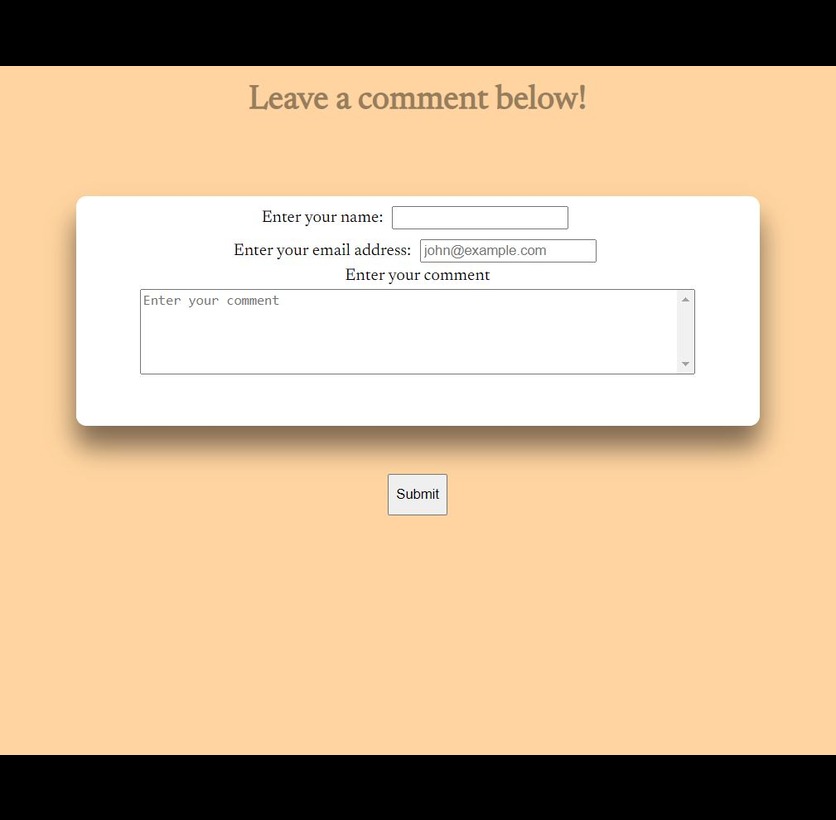 Leave a comment below!
Enter your name:
Enter your email address: john@example.com
Enter your comment
Enter your comment
Submit